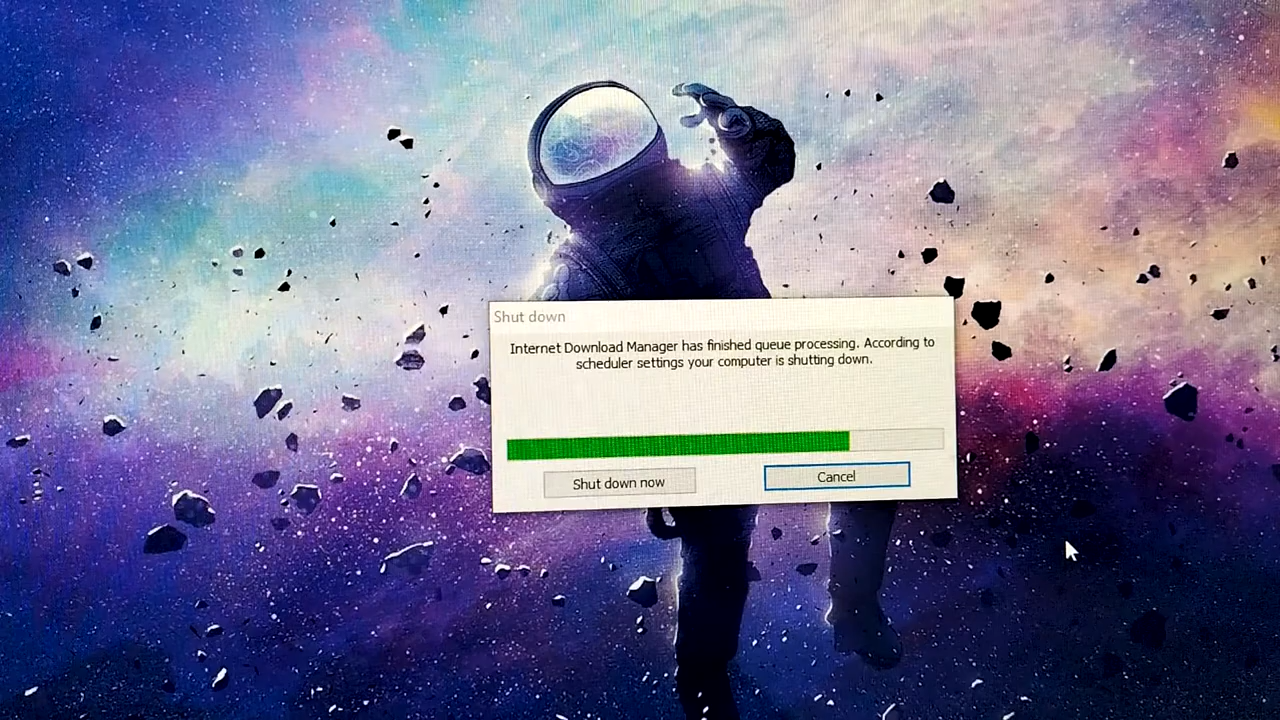 Shut down
Internet Download Manager has finished queue processing. According to
scheduler settings your computer is shutting down.
Shut down now
Cancel